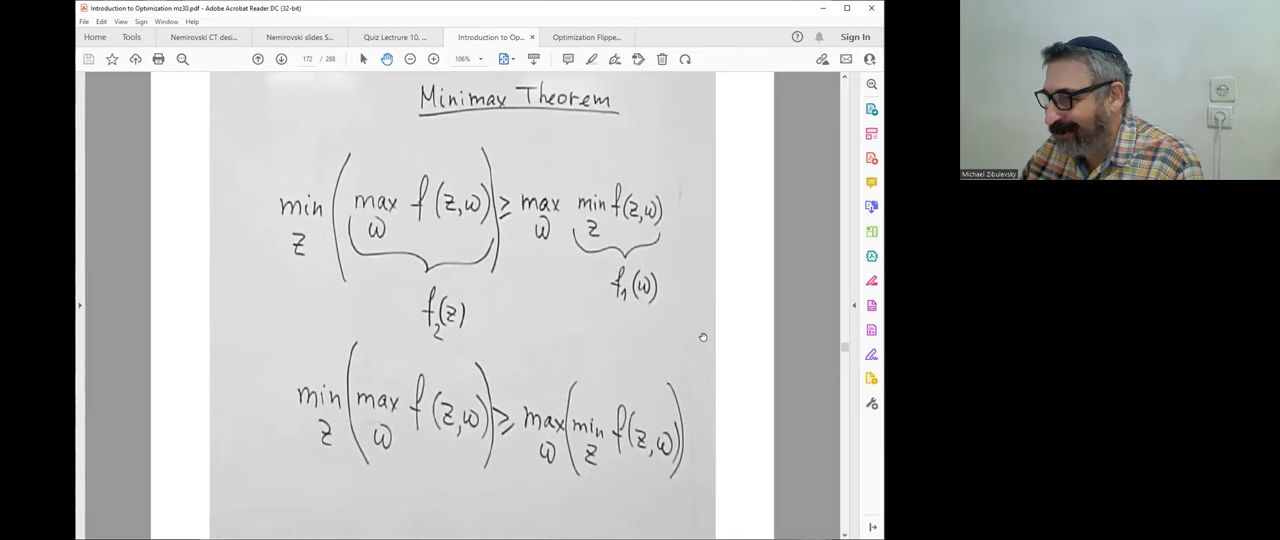 Introduction to Optimization mz30.pdf - Adobe Acrobat Reader DC (32-bit)
File Edit View Sign Window Help
Home Tools Nemirovski CT desi... Nemirovski slides S... Quiz Lectrure 10, ... Introduction to Op... × Optimization Flippe... Sign In
172 / 288 106%
Minimax Theorem
min z ( max w f(z,w) ) ≥ max w min z f(z,w)
f₂(z) f₁(w)
min z ( max w f(z,w) ) ≥ max w ( min z f(z,w) )
Michael Zibulevsky